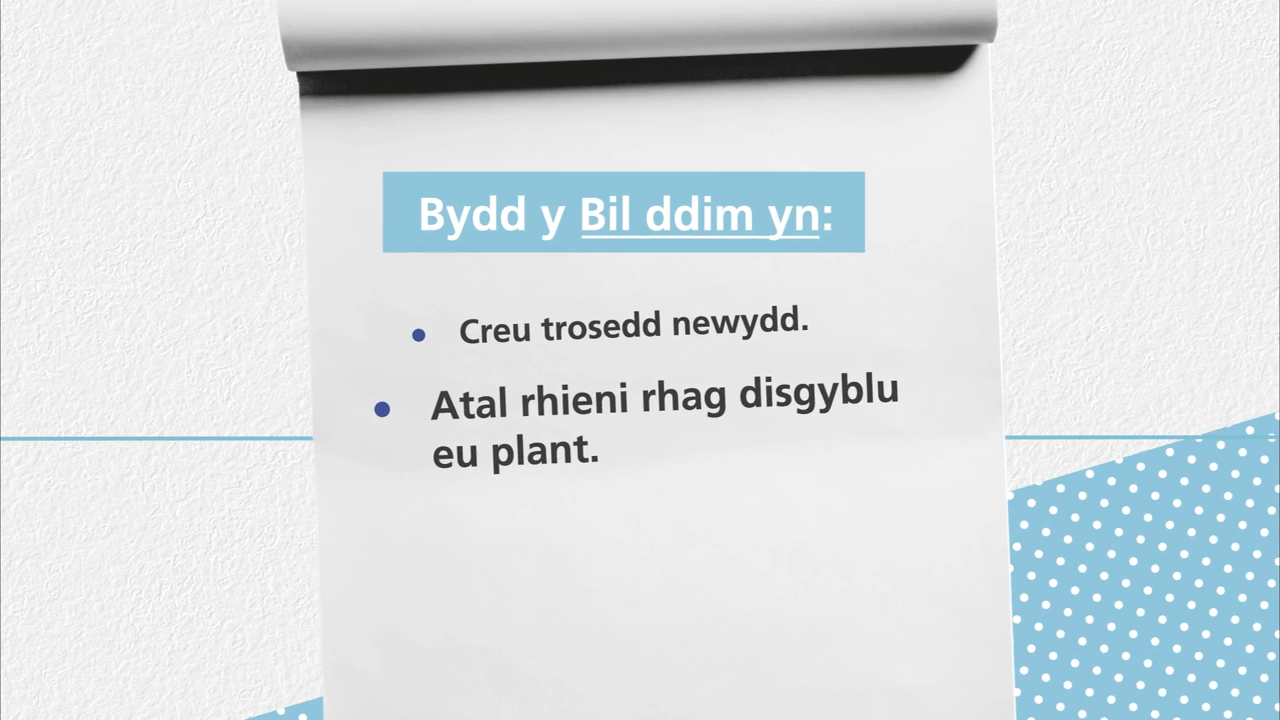 Bydd y Bil ddim yn:
• Creu trosedd newydd.
• Atal rhieni rhag disgyblu
eu plant.